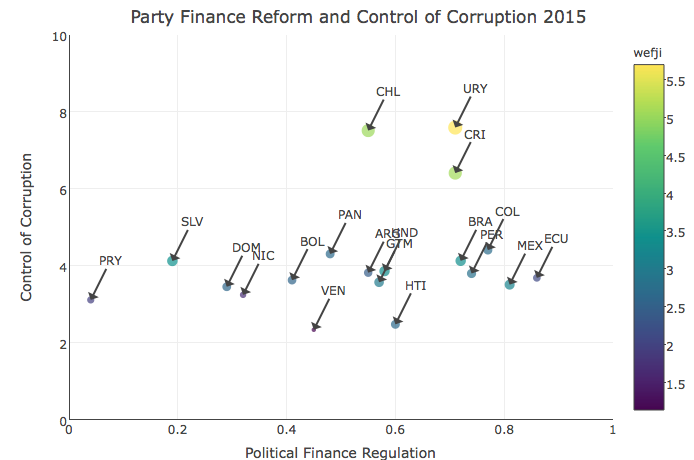 Party Finance Reform and Control of Corruption 2015
wefji
10
8
6
4
2
0
Control of Corruption
CHL
URY
CRI
COL
PAN
SLV
BRA
ARG
HND
PER
GTM
BOL
DOM
NIC
MEX
ECU
PRY
VEN
HTI
0
0.2
0.4
0.6
0.8
1
Political Finance Regulation
5.5
5
4.5
4
3.5
3
2.5
2
1.5